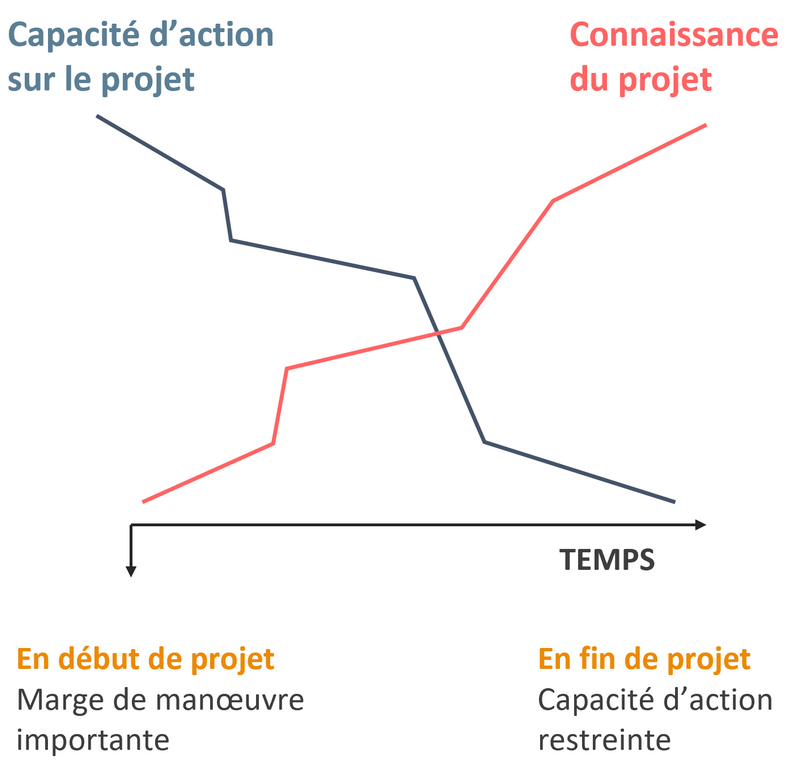 Capacité d’action
sur le projet
Connaissance
du projet
TEMPS
En début de projet
Marge de manœuvre
importante
En fin de projet
Capacité d’action
restreinte